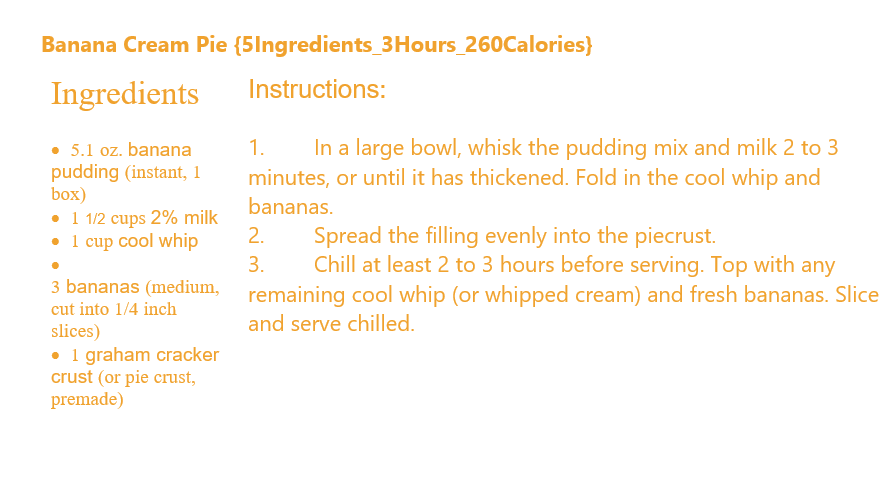 Banana Cream Pie {5Ingredients_3Hours_260Calories}
Ingredients
• 5.1 oz. banana
pudding (instant, 1
box)
• 1 1/2 cups 2% milk
• 1 cup cool whip
•
3 bananas (medium,
cut into 1/4 inch
slices)
• 1 graham cracker
crust (or pie crust,
premade)
Instructions:
1. In a large bowl, whisk the pudding mix and milk 2 to 3
minutes, or until it has thickened. Fold in the cool whip and
bananas.
2. Spread the filling evenly into the piecrust.
3. Chill at least 2 to 3 hours before serving. Top with any
remaining cool whip (or whipped cream) and fresh bananas. Slice
and serve chilled.